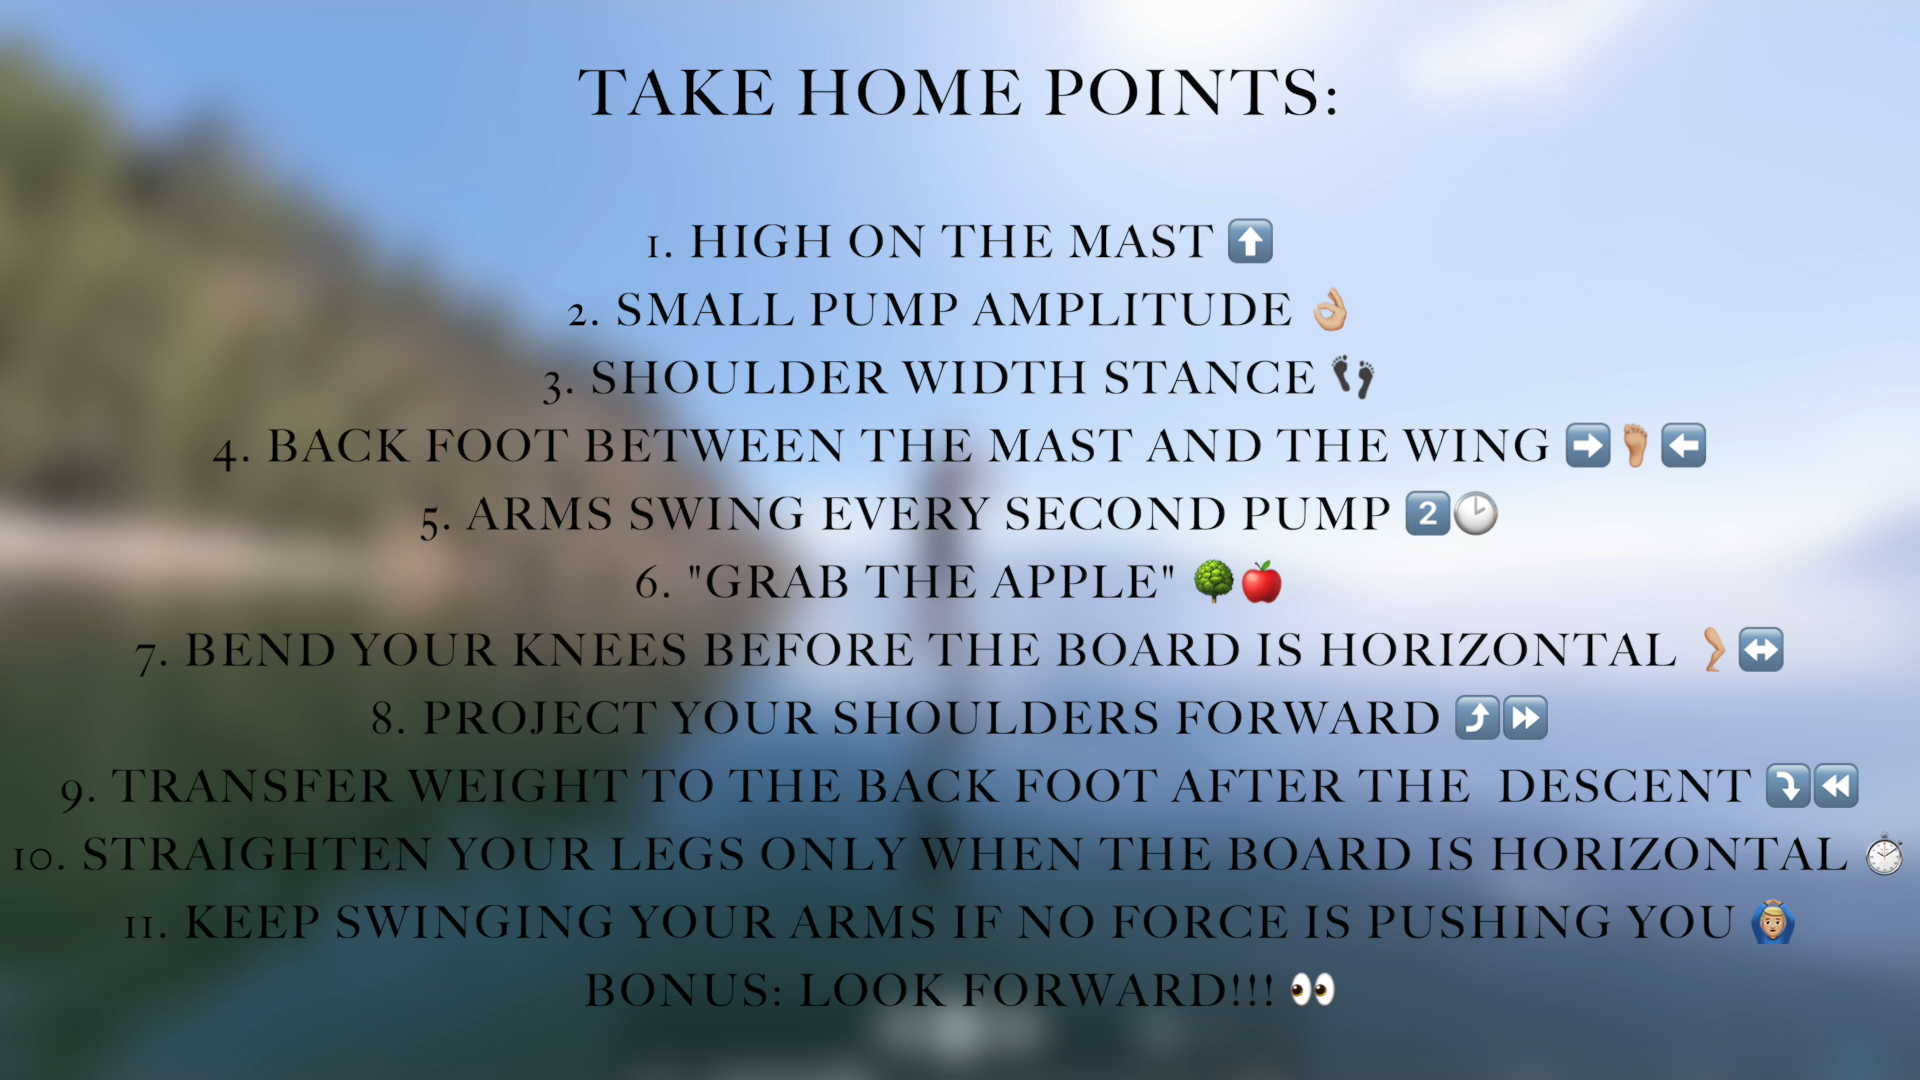 TAKE HOME POINTS:
1. HIGH ON THE MAST ⬆️
2. SMALL PUMP AMPLITUDE 👌🏼
3. SHOULDER WIDTH STANCE 👣
4. BACK FOOT BETWEEN THE MAST AND THE WING ➡️🦶🏼⬅️
5. ARMS SWING EVERY SECOND PUMP 2️⃣🕑
6. "GRAB THE APPLE" 🌳🍎
7. BEND YOUR KNEES BEFORE THE BOARD IS HORIZONTAL 🦵🏼↔️
8. PROJECT YOUR SHOULDERS FORWARD ⤴️⏩
9. TRANSFER WEIGHT TO THE BACK FOOT AFTER THE  DESCENT ⤵️⏪
10. STRAIGHTEN YOUR LEGS ONLY WHEN THE BOARD IS HORIZONTAL ⏱
11. KEEP SWINGING YOUR ARMS IF NO FORCE IS PUSHING YOU 🙆🏼‍♂️
BONUS: LOOK FORWARD!!! 👀